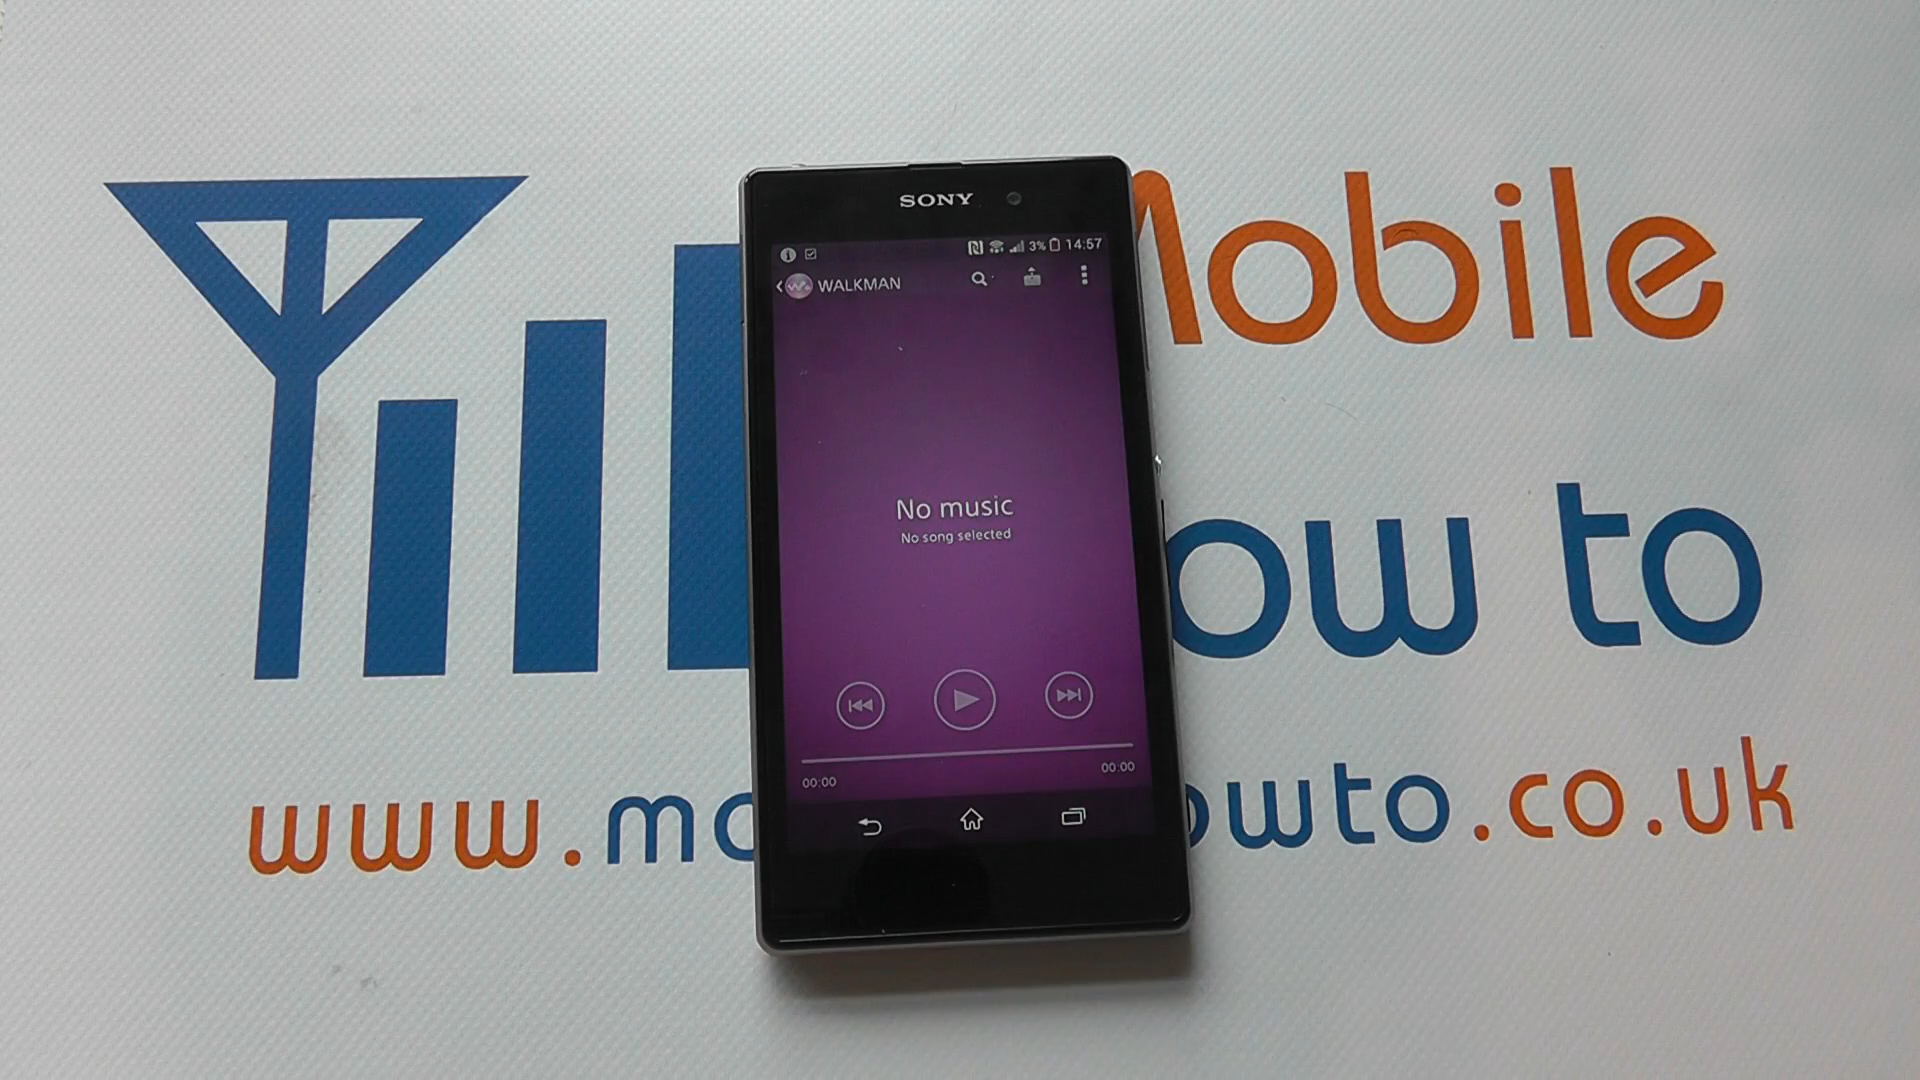 SONY
3% 14:57
WALKMAN
No music
No song selected
00:00 00:00
Mobile
ow to
www.mo owto.co.uk